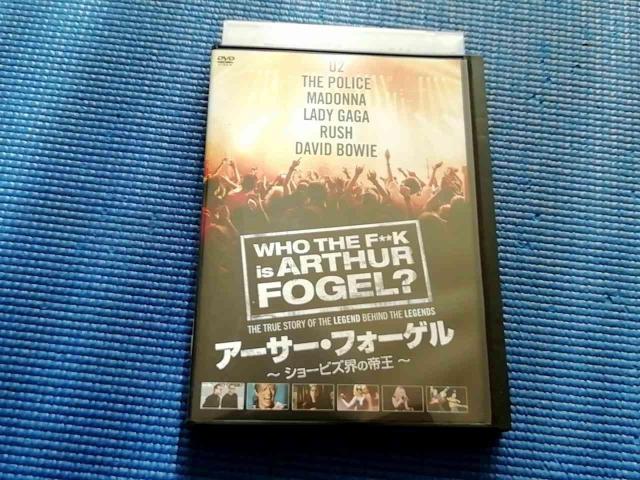 DVD
U2
THE POLICE
MADONNA
LADY GAGA
RUSH
DAVID BOWIE
WHO THE F**K
is ARTHUR
FOGEL?
THE TRUE STORY OF THE LEGEND BEHIND THE LEGENDS
アーサー・フォーゲル
～ショービズ界の帝王～